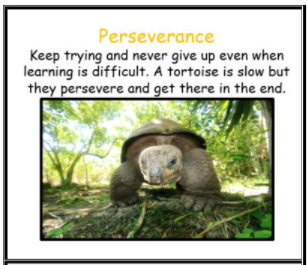 Perseverance
Keep trying and never give up even when
learning is difficult. A tortoise is slow but
they persevere and get there in the end.